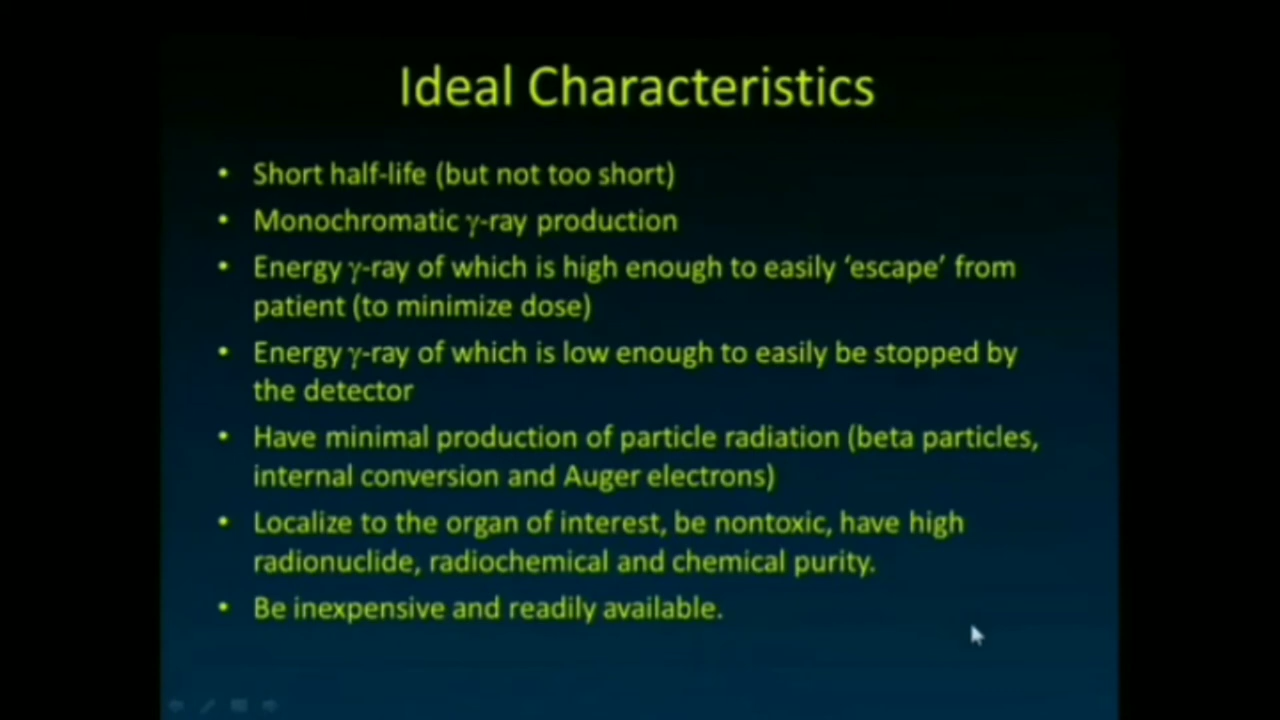 Ideal Characteristics
• Short half-life (but not too short)
• Monochromatic γ-ray production
• Energy γ-ray of which is high enough to easily ‘escape’ from
patient (to minimize dose)
• Energy γ-ray of which is low enough to easily be stopped by
the detector
• Have minimal production of particle radiation (beta particles,
internal conversion and Auger electrons)
• Localize to the organ of interest, be nontoxic, have high
radionuclide, radiochemical and chemical purity.
• Be inexpensive and readily available.